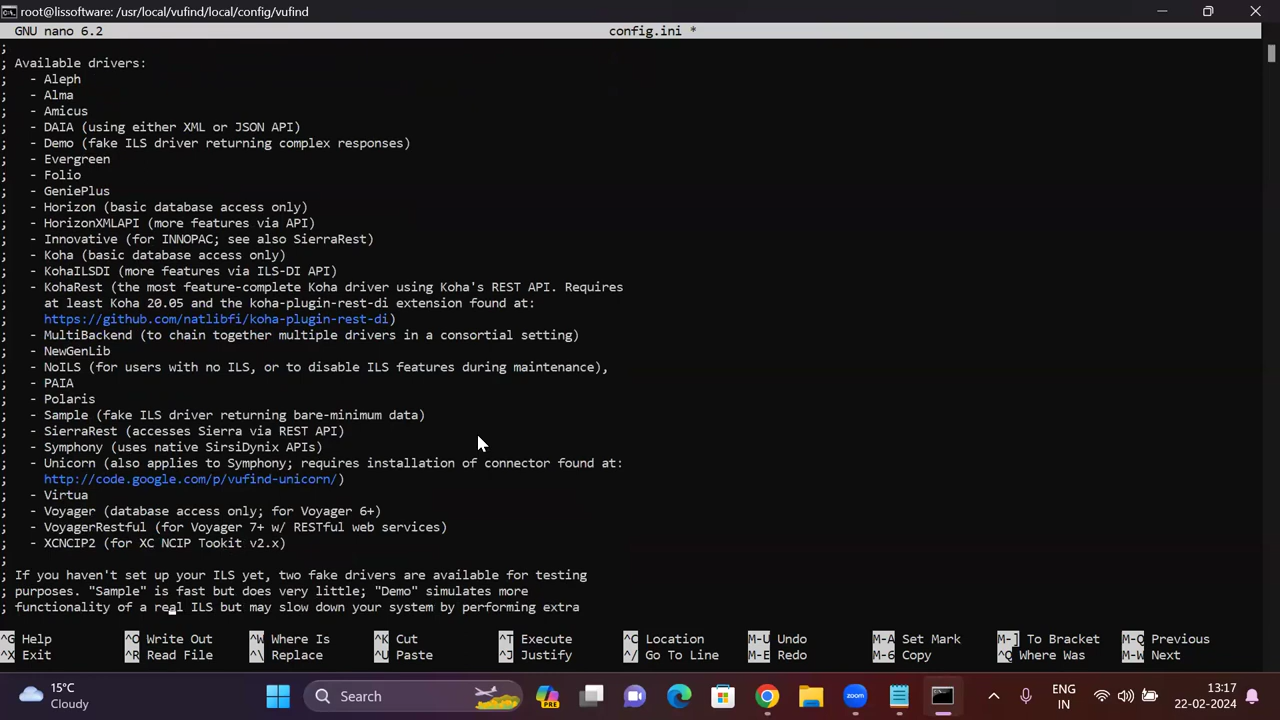 root@lissoftware: /usr/local/vufind/local/config/vufind
GNU nano 6.2 config.ini *
;
; Available drivers:
;   - Aleph
;   - Alma
;   - Amicus
;   - DAIA (using either XML or JSON API)
;   - Demo (fake ILS driver returning complex responses)
;   - Evergreen
;   - Folio
;   - GeniePlus
;   - Horizon (basic database access only)
;   - HorizonXMLAPI (more features via API)
;   - Innovative (for INNOPAC; see also SierraRest)
;   - Koha (basic database access only)
;   - KohaILSDI (more features via ILS-DI API)
;   - KohaRest (the most feature-complete Koha driver using Koha's REST API. Requires
;     at least Koha 20.05 and the koha-plugin-rest-di extension found at:
;     https://github.com/natlibfi/koha-plugin-rest-di)
;   - MultiBackend (to chain together multiple drivers in a consortial setting)
;   - NewGenLib
;   - NoILS (for users with no ILS, or to disable ILS features during maintenance),
;   - PAIA
;   - Polaris
;   - Sample (fake ILS driver returning bare-minimum data)
;   - SierraRest (accesses Sierra via REST API)
;   - Symphony (uses native SirsiDynix APIs)
;   - Unicorn (also applies to Symphony; requires installation of connector found at:
;     http://code.google.com/p/vufind-unicorn/)
;   - Virtua
;   - Voyager (database access only; for Voyager 6+)
;   - VoyagerRestful (for Voyager 7+ w/ RESTful web services)
;   - XCNCIP2 (for XC NCIP Tookit v2.x)
;
; If you haven't set up your ILS yet, two fake drivers are available for testing
; purposes. "Sample" is fast but does very little; "Demo" simulates more
; functionality of a real ILS but may slow down your system by performing extra
^G Help ^O Write Out ^W Where Is ^K Cut ^T Execute ^C Location M-U Undo M-A Set Mark M-] To Bracket M-Q Previous
^X Exit ^R Read File ^\ Replace ^U Paste ^J Justify ^/ Go To Line M-E Redo M-6 Copy ^Q Where Was M-W Next
15°C
Cloudy
Search
PRE
zoom
ENG
IN
13:17
22-02-2024